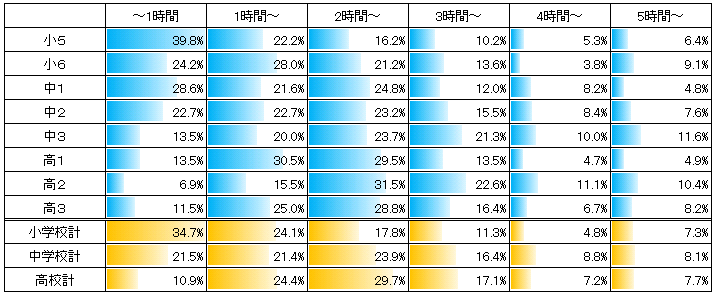 ～1時間 1時間～ 2時間～ 3時間～ 4時間～ 5時間～
小5 39.8% 22.2% 16.2% 10.2% 5.3% 6.4%
小6 24.2% 28.0% 21.2% 13.6% 3.8% 9.1%
中1 28.6% 21.6% 24.8% 12.0% 8.2% 4.8%
中2 22.7% 22.7% 23.2% 15.5% 8.4% 7.6%
中3 13.5% 20.0% 23.7% 21.3% 10.0% 11.6%
高1 13.5% 30.5% 29.5% 13.5% 4.7% 4.9%
高2 6.9% 15.5% 31.5% 22.6% 11.1% 10.4%
高3 11.5% 25.0% 28.8% 16.4% 6.7% 8.2%
小学校計 34.7% 24.1% 17.8% 11.3% 4.8% 7.3%
中学校計 21.5% 21.4% 23.9% 16.4% 8.8% 8.1%
高校計 10.9% 24.4% 29.7% 17.1% 7.2% 7.7%